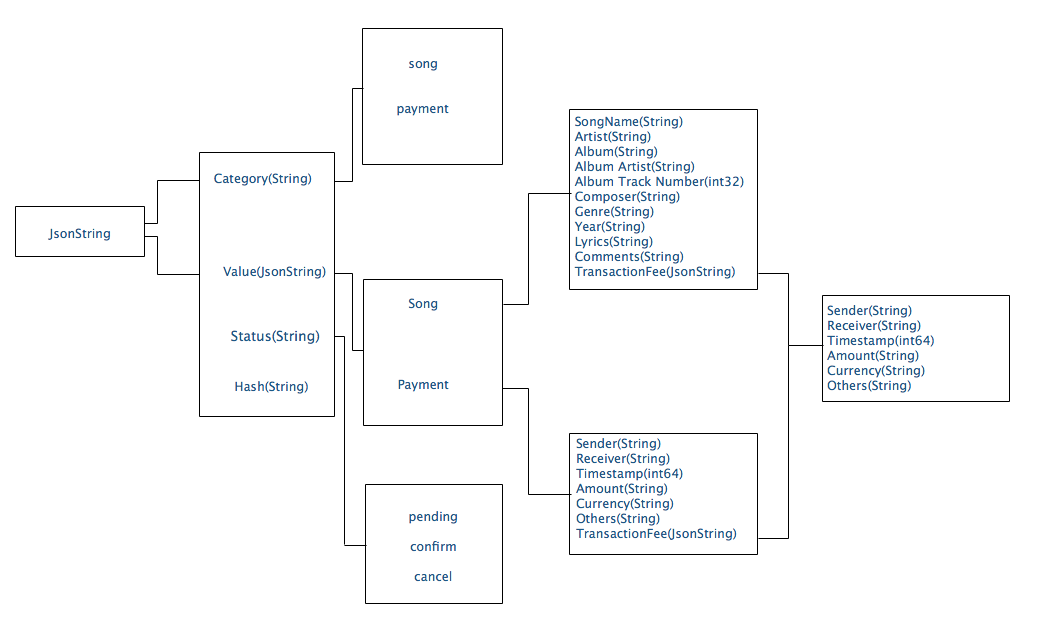 JsonString
Category(String)
Value(JsonString)
Status(String)
Hash(String)
song
payment
Song
Payment
pending
confirm
cancel
SongName(String)
Artist(String)
Album(String)
Album Artist(String)
Album Track Number(int32)
Composer(String)
Genre(String)
Year(String)
Lyrics(String)
Comments(String)
TransactionFee(JsonString)
Sender(String)
Receiver(String)
Timestamp(int64)
Amount(String)
Currency(String)
Others(String)
TransactionFee(JsonString)
Sender(String)
Receiver(String)
Timestamp(int64)
Amount(String)
Currency(String)
Others(String)